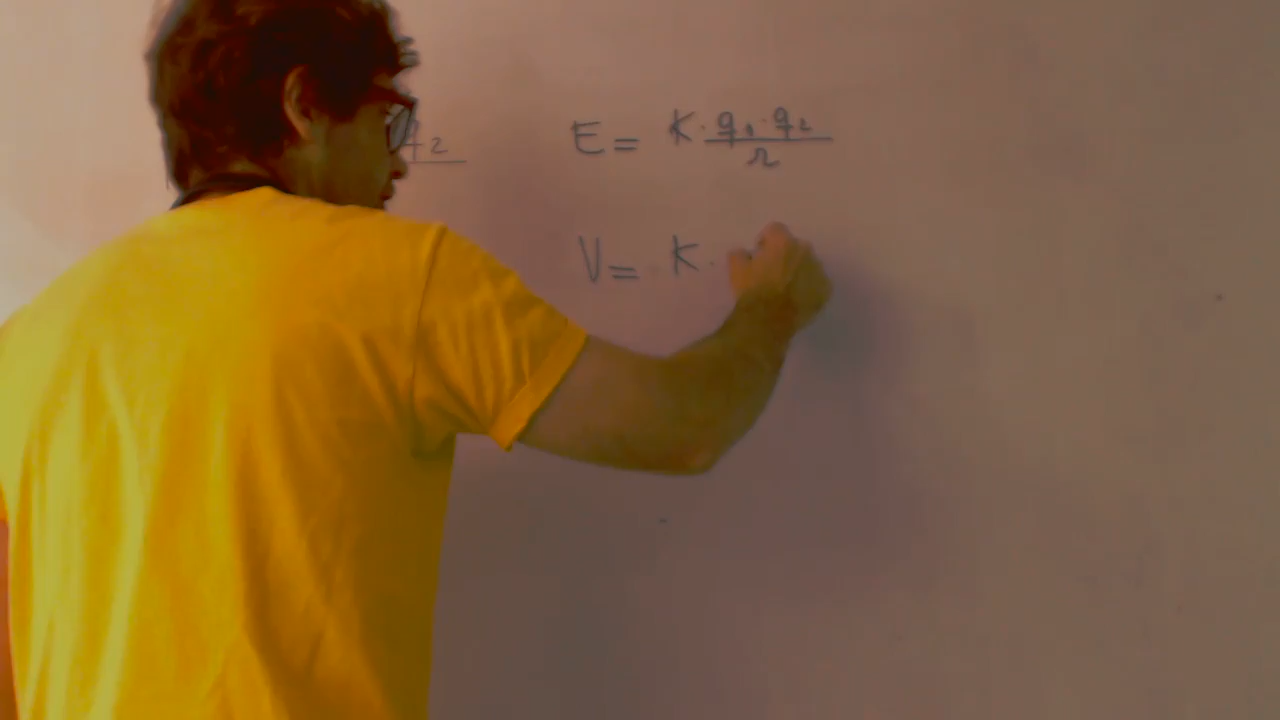 q₂
E = K · q₁ · q₂ / r
V = K ·